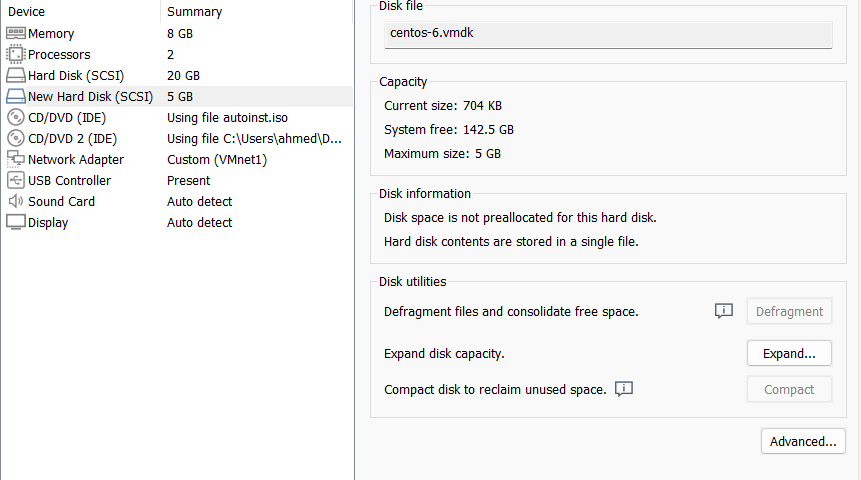 Device Summary
Memory 8 GB
Processors 2
Hard Disk (SCSI) 20 GB
New Hard Disk (SCSI) 5 GB
CD/DVD (IDE) Using file autoinst.iso
CD/DVD 2 (IDE) Using file C:\Users\ahmed\D...
Network Adapter Custom (VMnet1)
USB Controller Present
Sound Card Auto detect
Display Auto detect
Disk file
centos-6.vmdk
Capacity
Current size: 704 KB
System free: 142.5 GB
Maximum size: 5 GB
Disk information
Disk space is not preallocated for this hard disk.
Hard disk contents are stored in a single file.
Disk utilities
Defragment files and consolidate free space. Defragment
Expand disk capacity. Expand...
Compact disk to reclaim unused space. Compact
Advanced...